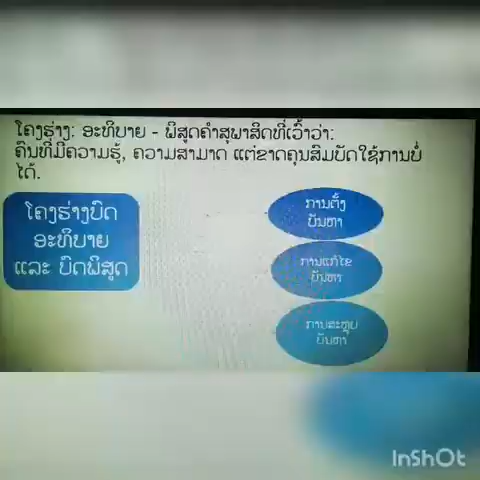 ໂຄງຮ່າງ: ອະທິບາຍ - ພິສູດຄຳສຸພາສິດທີ່ເວົ້າວ່າ:
ຄົນທີ່ມີຄວາມຮູ້, ຄວາມສາມາດ ແຕ່ຂາດຄຸນສົມບັດໃຊ້ການບໍ່
ໄດ້.
ໂຄງຮ່າງບົດ
ອະທິບາຍ
ແລະ ບົດພິສູດ
ການຕັ້ງ
ບັນຫາ
ການແກ້ໄຂ
ບັນຫາ
ການສະຫຼຸບ
ບັນຫາ
InShOt